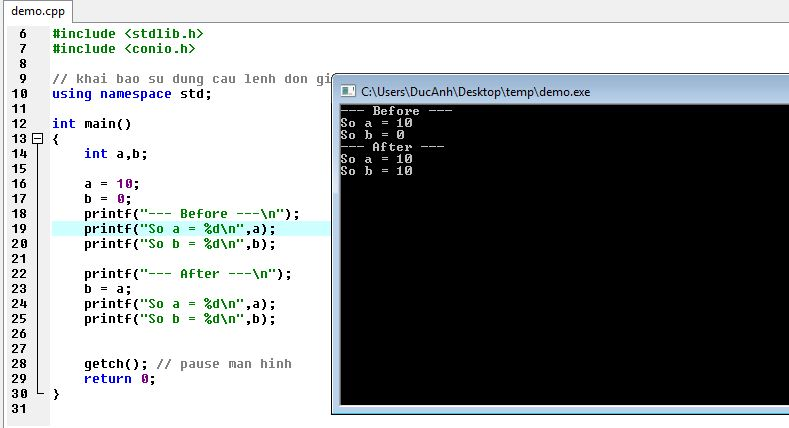 demo.cpp
6 #include <stdlib.h>
7 #include <conio.h>
8
9 // khai bao su dung cau lenh don gi
10 using namespace std;
11
12 int main()
13 {
14 int a,b;
15
16 a = 10;
17 b = 0;
18 printf("--- Before ---\n");
19 printf("So a = %d\n",a);
20 printf("So b = %d\n",b);
21
22 printf("--- After ---\n");
23 b = a;
24 printf("So a = %d\n",a);
25 printf("So b = %d\n",b);
26
27
28 getch(); // pause man hinh
29 return 0;
30 }
31
C:\Users\DucAnh\Desktop\temp\demo.exe
--- Before ---
So a = 10
So b = 0
--- After ---
So a = 10
So b = 10